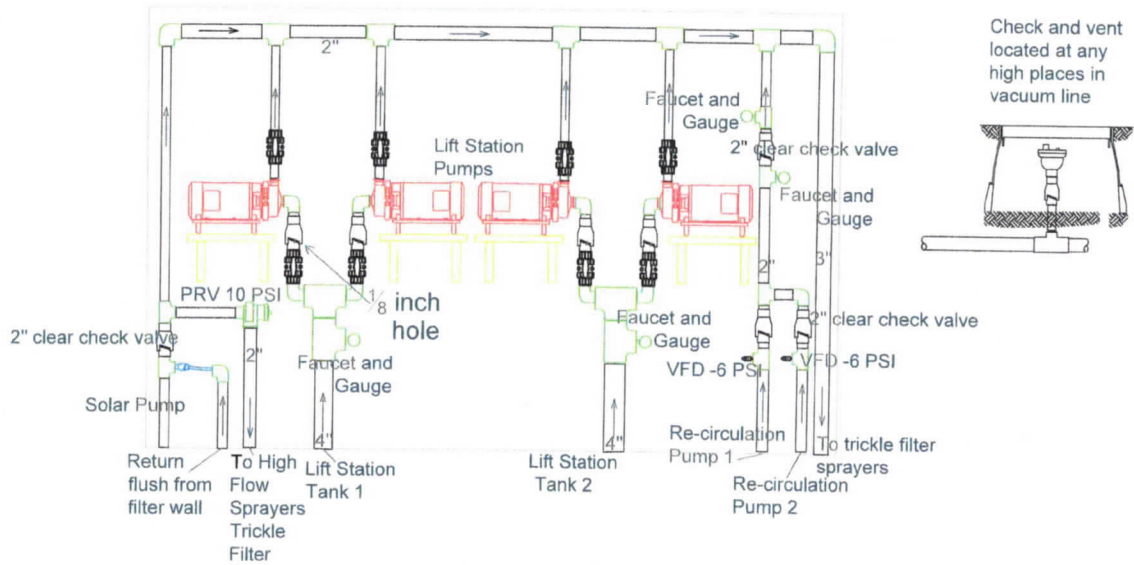 2"
Check and vent
located at any
high places in
vacuum line
Faucet and
Gauge
2" clear check valve
Lift Station
Pumps
Faucet and
Gauge
2"
3"
PRV 10 PSI
1/8 inch
hole
2" clear check valve
2"
Faucet and
Gauge
Faucet and
Gauge
2" clear check valve
VFD -6 PSI
VFD -6 PSI
Solar Pump
4"
4"
Return
flush from
filter wall
To High
Flow
Sprayers
Trickle
Filter
Lift Station
Tank 1
Lift Station
Tank 2
Re-circulation
Pump 1
Re-circulation
Pump 2
To trickle filter
sprayers